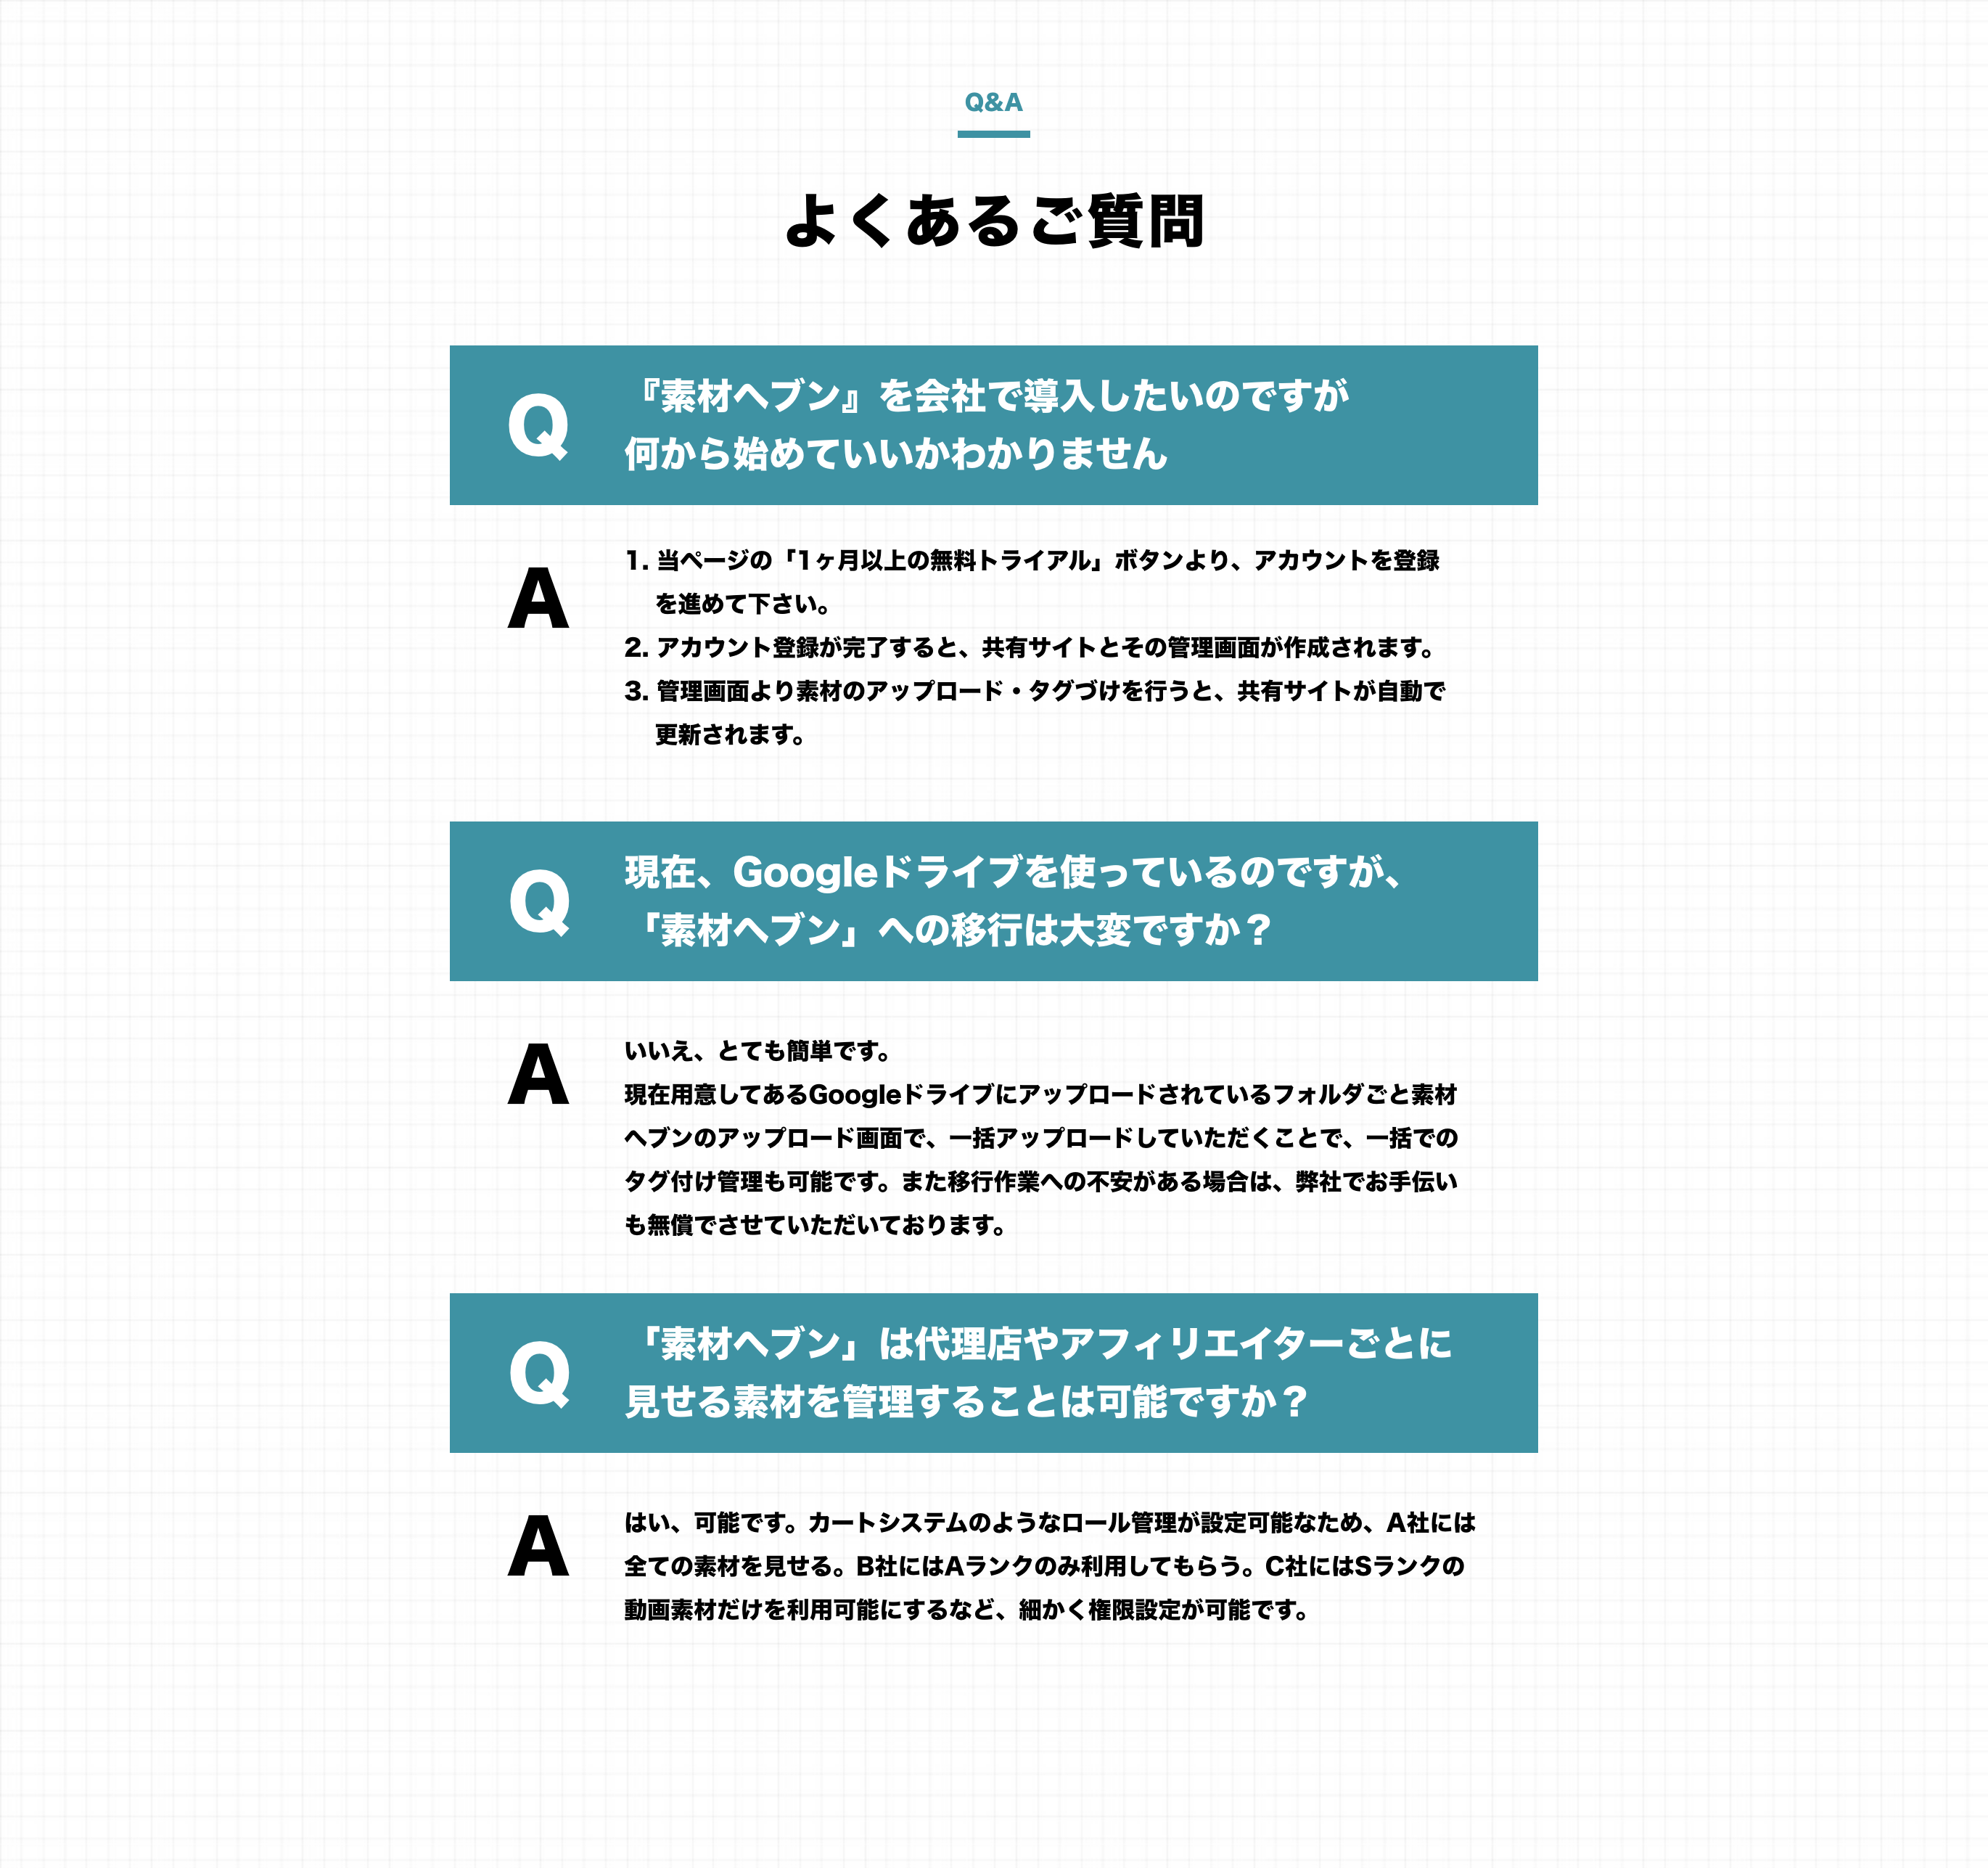 Q&A
よくあるご質問
Q
『素材ヘブン』を会社で導入したいのですが
何から始めていいかわかりません
A
1. 当ページの「1ヶ月以上の無料トライアル」ボタンより、アカウントを登録
を進めて下さい。
2. アカウント登録が完了すると、共有サイトとその管理画面が作成されます。
3. 管理画面より素材のアップロード・タグづけを行うと、共有サイトが自動で
更新されます。
Q
現在、Googleドライブを使っているのですが、
「素材ヘブン」への移行は大変ですか？
A
いいえ、とても簡単です。
現在用意してあるGoogleドライブにアップロードされているフォルダごと素材
ヘブンのアップロード画面で、一括アップロードしていただくことで、一括での
タグ付け管理も可能です。また移行作業への不安がある場合は、弊社でお手伝い
も無償でさせていただいております。
Q
「素材ヘブン」は代理店やアフィリエイターごとに
見せる素材を管理することは可能ですか？
A
はい、可能です。カートシステムのようなロール管理が設定可能なため、A社には
全ての素材を見せる。B社にはAランクのみ利用してもらう。C社にはSランクの
動画素材だけを利用可能にするなど、細かく権限設定が可能です。